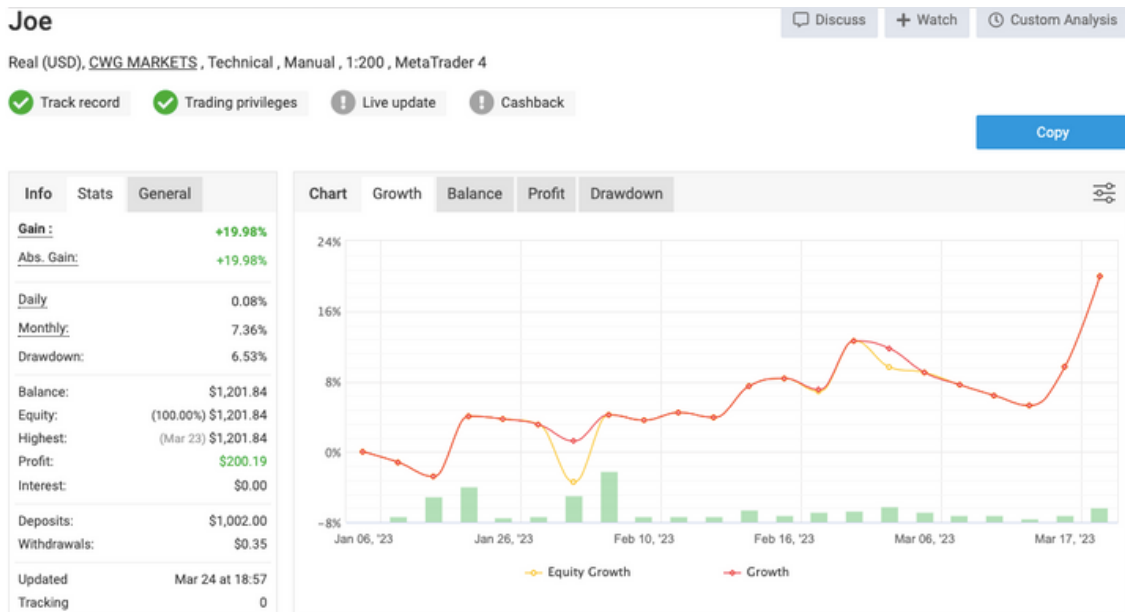 Joe
Discuss
Watch
Custom Analysis
Real (USD), CWG MARKETS , Technical , Manual , 1:200 , MetaTrader 4
Track record
Trading privileges
Live update
Cashback
Copy
Info Stats General
Gain : +19.98%
Abs. Gain: +19.98%
Daily 0.08%
Monthly: 7.36%
Drawdown: 6.53%
Balance: $1,201.84
Equity: (100.00%) $1,201.84
Highest: (Mar 23) $1,201.84
Profit: $200.19
Interest: $0.00
Deposits: $1,002.00
Withdrawals: $0.35
Updated Mar 24 at 18:57
Tracking 0
Chart Growth Balance Profit Drawdown
24%
16%
8%
0%
-8%
Jan 06, '23 Jan 26, '23 Feb 10, '23 Feb 16, '23 Mar 06, '23 Mar 17, '23
Equity Growth Growth